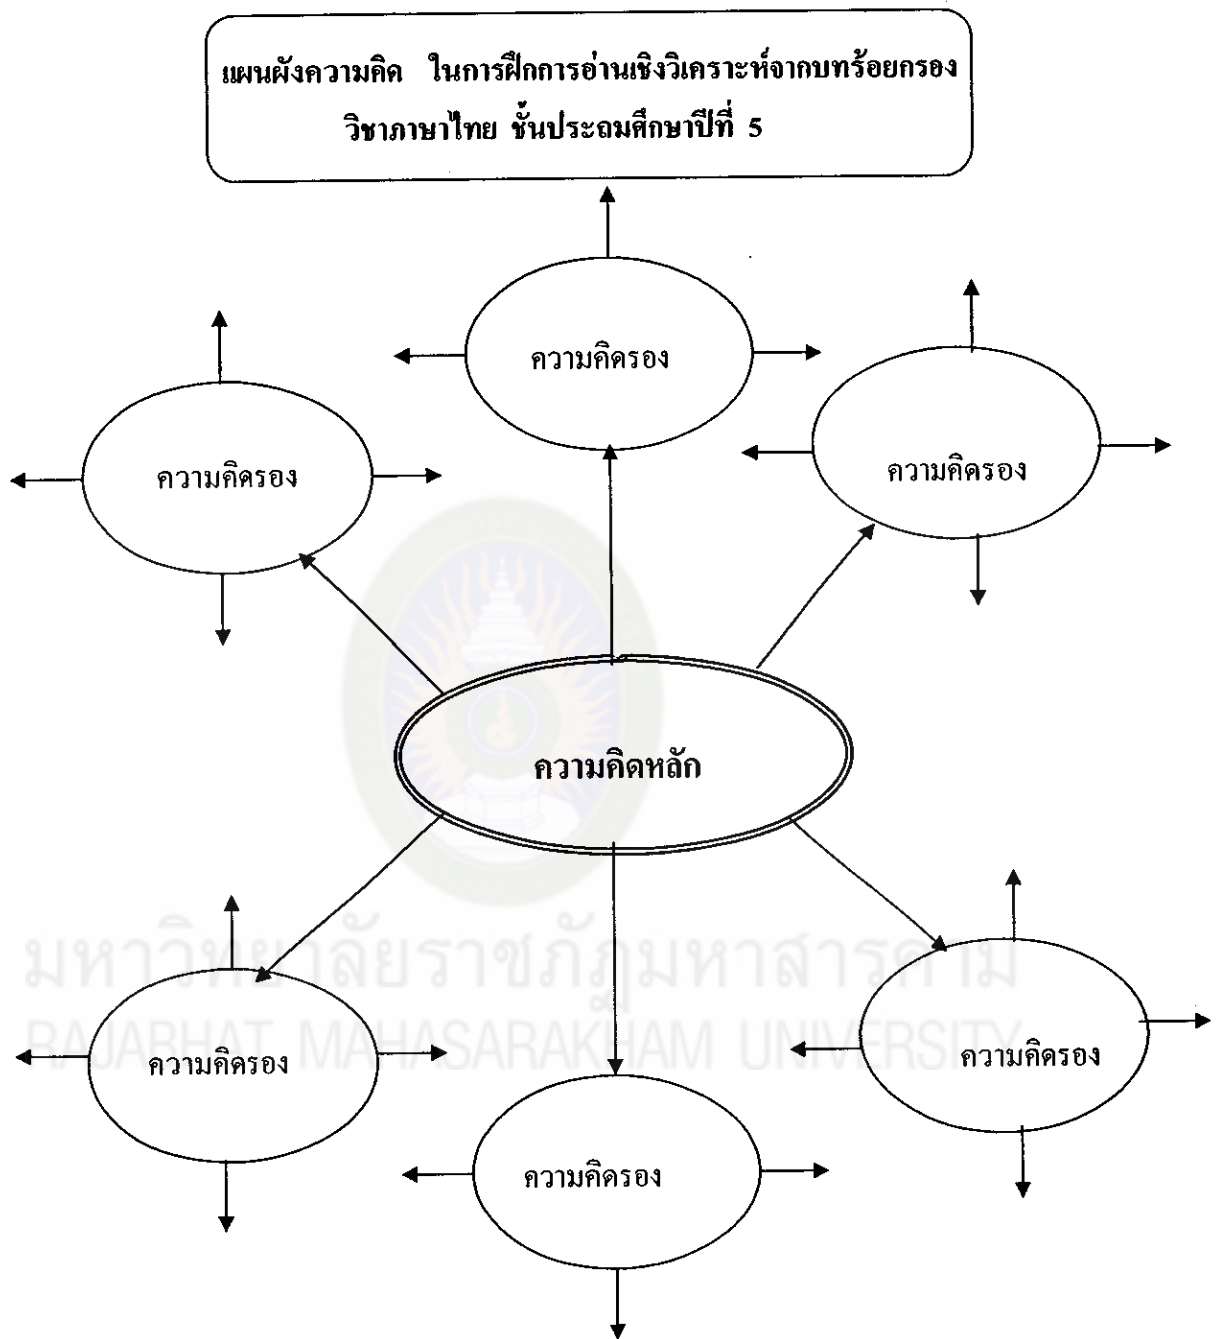 แผนผังความคิด ในการฝึกการอ่านเชิงวิเคราะห์จากบทร้อยกรอง
วิชาภาษาไทย ชั้นประถมศึกษาปีที่ 5
ความคิดรอง
ความคิดรอง
ความคิดรอง
ความคิดหลัก
มหาวิทยาลัยราชภัฏมหาสารคาม
RAJABHAT MAHASARAKHAM UNIVERSITY
ความคิดรอง
ความคิดรอง
ความคิดรอง